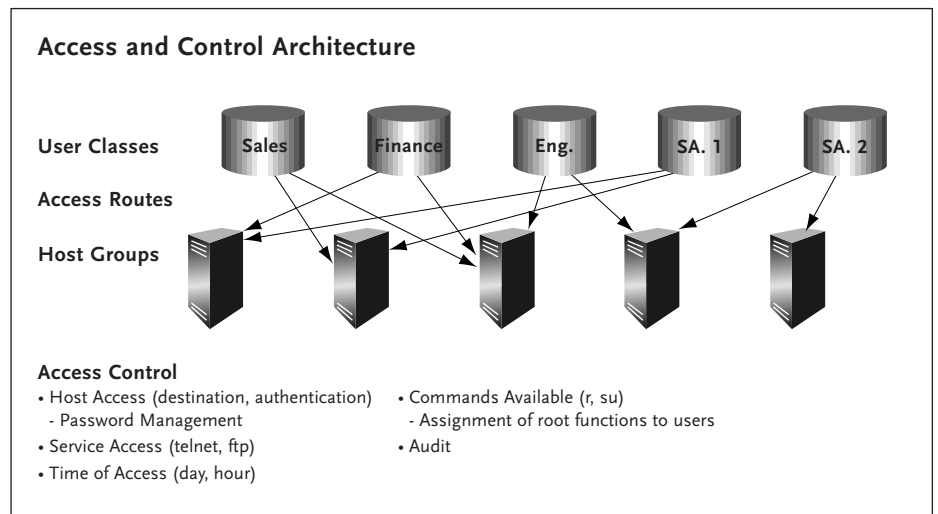 Access and Control Architecture
User Classes
Sales
Finance
Eng.
SA. 1
SA. 2
Access Routes
Host Groups
Access Control
• Host Access (destination, authentication)
- Password Management
• Service Access (telnet, ftp)
• Time of Access (day, hour)
• Commands Available (r, su)
- Assignment of root functions to users
• Audit